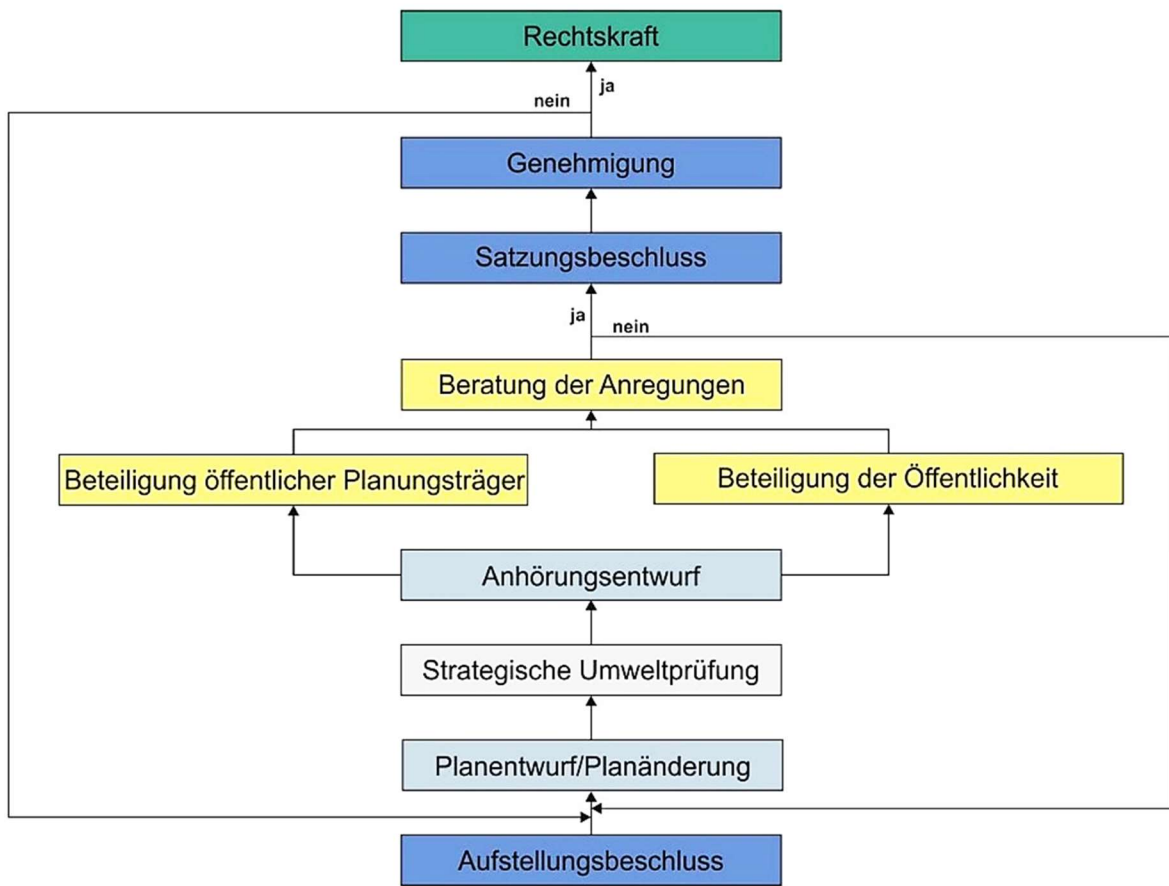 Rechtskraft
ja
nein
Genehmigung
Satzungsbeschluss
ja
nein
Beratung der Anregungen
Beteiligung öffentlicher Planungsträger
Beteiligung der Öffentlichkeit
Anhörungsentwurf
Strategische Umweltprüfung
Planentwurf/Planänderung
Aufstellungsbeschluss